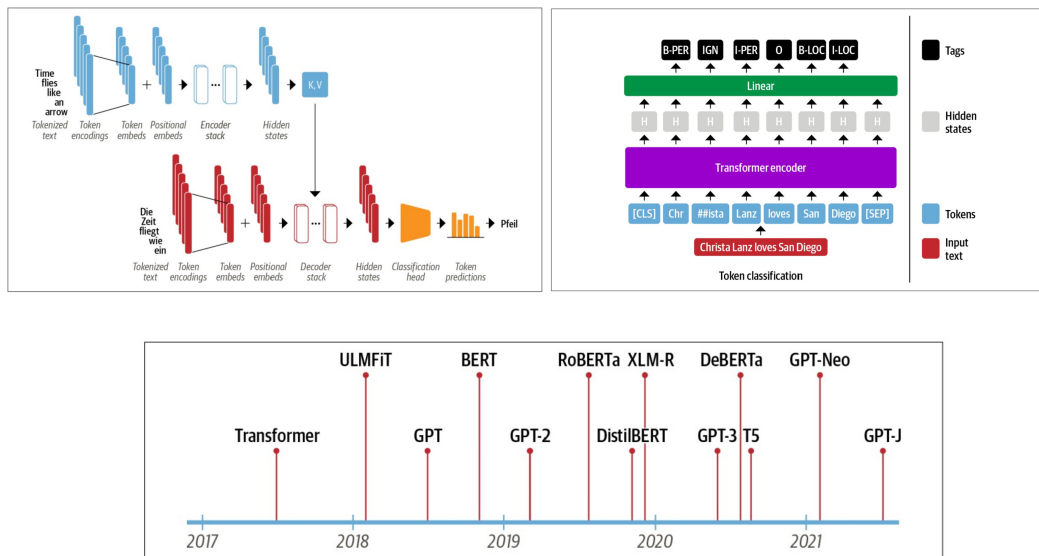 Time
flies
like
an
arrow
K,V
Tokenized text
Token encodings
Token embeds
Positional embeds
Encoder stack
Hidden states
Die
Zeit
fliegt
wie
ein
Pfeil
Tokenized text
Token encodings
Token embeds
Positional embeds
Decoder stack
Hidden states
Classification head
Token predictions
B-PER IGN I-PER O B-LOC I-LOC
Linear
H H H H H H H H
Transformer encoder
[CLS] Chr ##ista Lanz loves San Diego [SEP]
Christa Lanz loves San Diego
Token classification
Tags
Hidden states
Tokens
Input text
ULMFiT BERT RoBERTa XLM-R DeBERTa GPT-Neo
Transformer GPT GPT-2 DistilBERT GPT-3 T5 GPT-J
2017 2018 2019 2020 2021